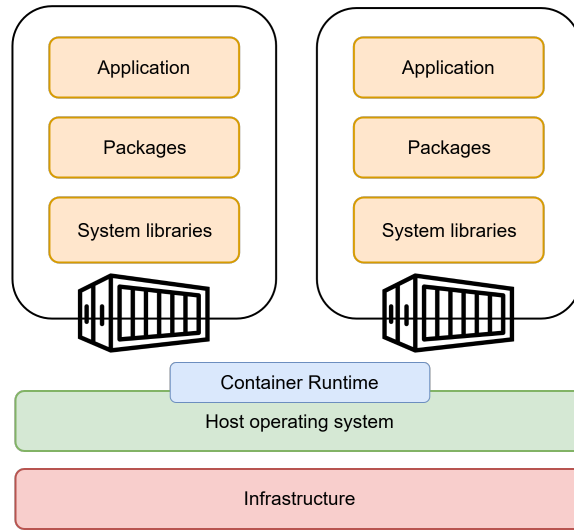 Application
Packages
System libraries
Application
Packages
System libraries
Container Runtime
Host operating system
Infrastructure